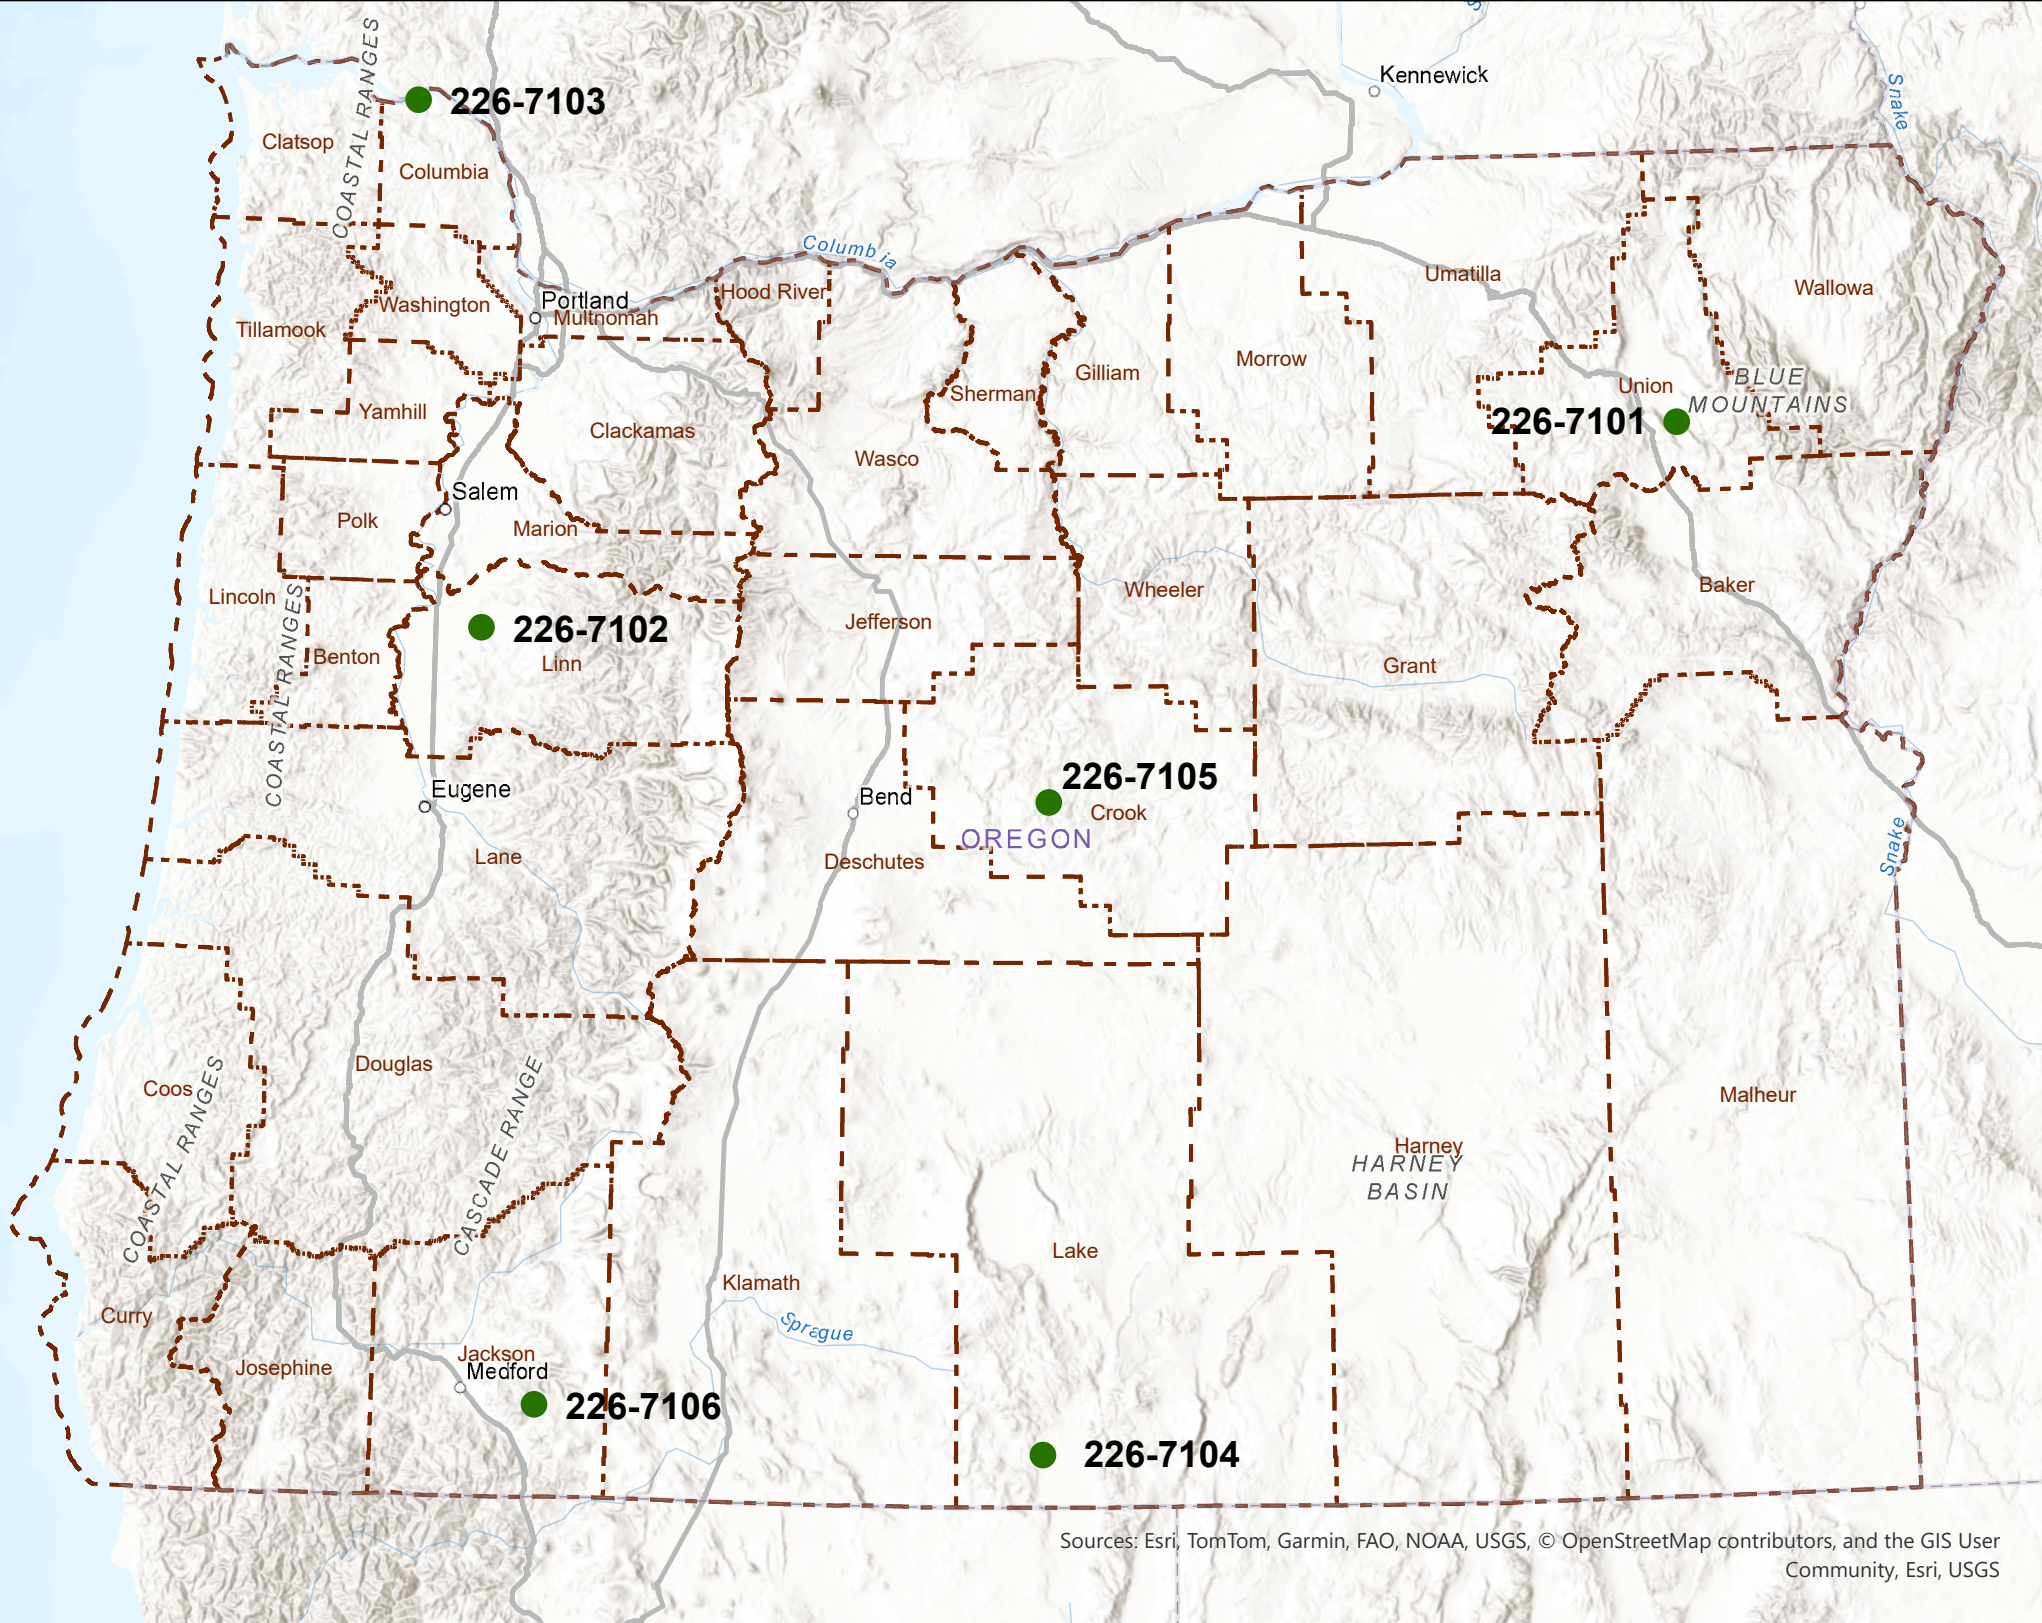 COASTAL RANGES
Kennewick
Snake
226-7103
Clatsop
Columbia
Columbia
Umatilla
Wallowa
Hood River
Portland
Washington
Multnomah
Tillamook
Gilliam
Morrow
BLUE
MOUNTAINS
Union
Sherman
Yamhill
226-7101
Clackamas
Wasco
Salem
Polk
Marion
Lincoln
Wheeler
Baker
Jefferson
226-7102
Linn
Benton
Grant
COASTAL RANGES
226-7105
Crook
Eugene
Bend
OREGON
Lane
Deschutes
Snake
Douglas
Coos
COASTAL RANGES
CASCADE RANGE
Malheur
Harney
HARNEY
BASIN
Lake
Klamath
Curry
Sprague
Jackson
Medford
Josephine
226-7106
226-7104
Sources: Esri, TomTom, Garmin, FAO, NOAA, USGS, © OpenStreetMap contributors, and the GIS User
Community, Esri, USGS